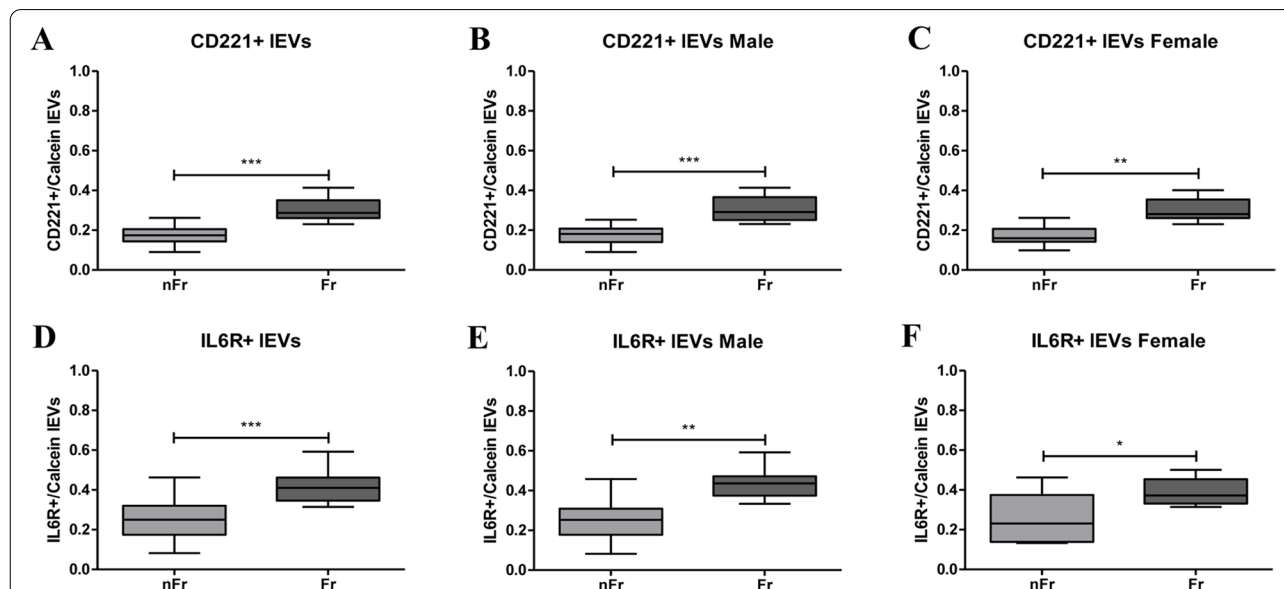 A
CD221+ lEVs
CD221+/Calcein lEVs
1.0
0.8
0.6
0.4
0.2
0.0
***
nFr
Fr
B
CD221+ lEVs Male
CD221+/Calcein lEVs
1.0
0.8
0.6
0.4
0.2
0.0
***
nFr
Fr
C
CD221+ lEVs Female
CD221+/Calcein lEVs
1.0
0.8
0.6
0.4
0.2
0.0
**
nFr
Fr
D
IL6R+ lEVs
IL6R+/Calcein lEVs
1.0
0.8
0.6
0.4
0.2
0.0
***
nFr
Fr
E
IL6R+ lEVs Male
IL6R+/Calcein lEVs
1.0
0.8
0.6
0.4
0.2
0.0
**
nFr
Fr
F
IL6R+ lEVs Female
IL6R+/Calcein lEVs
1.0
0.8
0.6
0.4
0.2
0.0
*
nFr
Fr